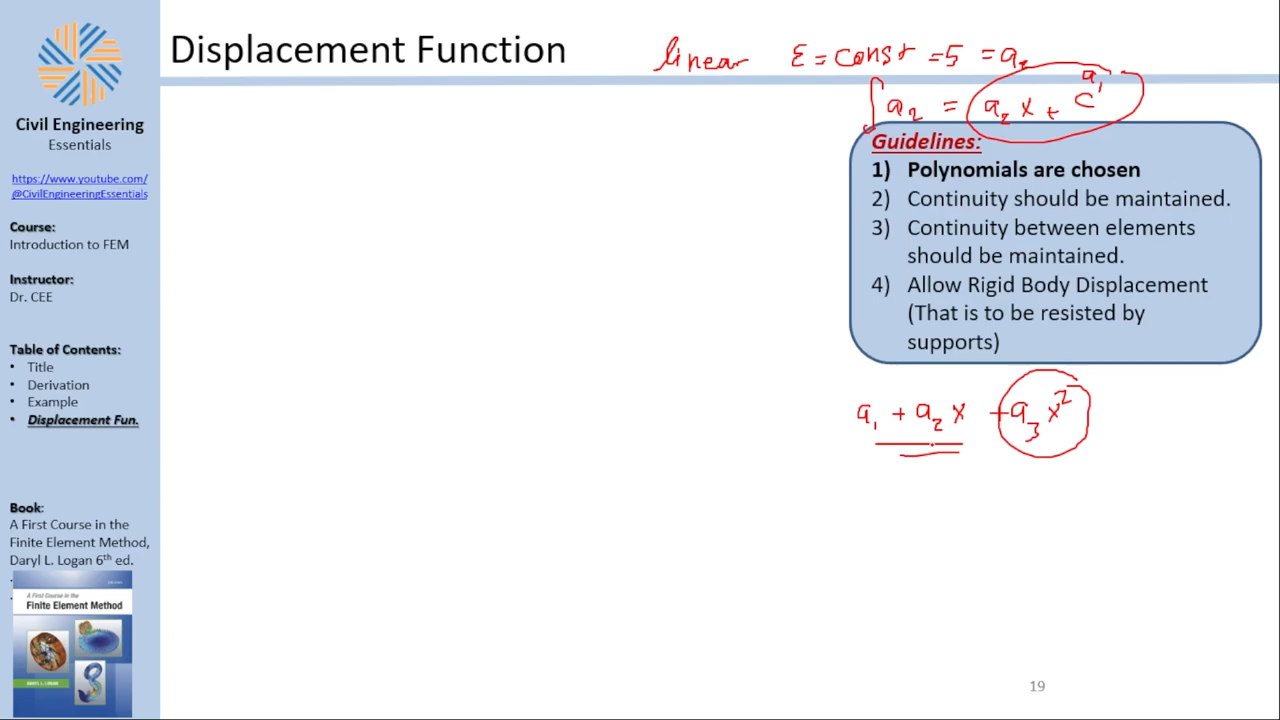 Displacement Function
linear ε = const = 5 = a₂
∫ a₂ = a₂ x + C a₁
Civil Engineering
Essentials
https://www.youtube.com/
@CivilEngineeringEssentials
Course:
Introduction to FEM
Instructor:
Dr. CEE
Table of Contents:
• Title
• Derivation
• Example
• Displacement Fun.
Book:
A First Course in the
Finite Element Method,
Daryl L. Logan 6th ed.
A First Course in the
Finite Element Method
Guidelines:
1) Polynomials are chosen
2) Continuity should be maintained.
3) Continuity between elements
should be maintained.
4) Allow Rigid Body Displacement
(That is to be resisted by
supports)
a₁ + a₂ x + a₃ x²
19